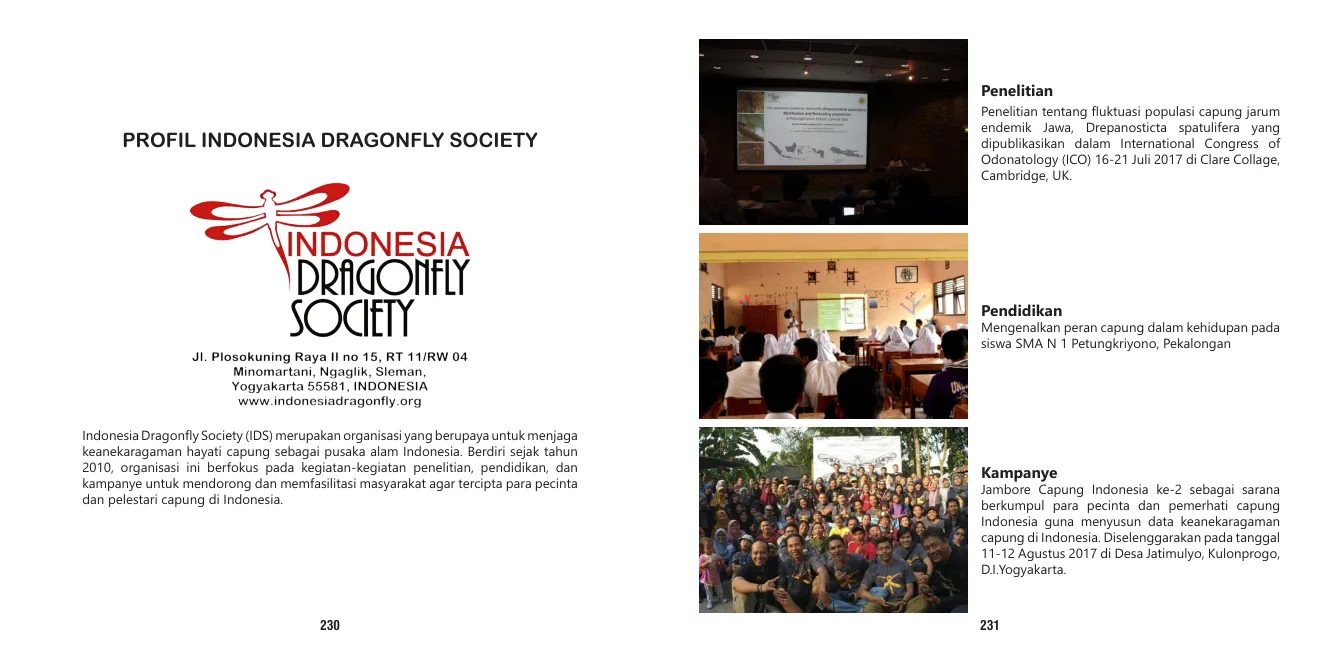 PROFIL INDONESIA DRAGONFLY SOCIETY
INDONESIA
DRAGONFLY
SOCIETY
Jl. Plosokuning Raya II no 15, RT 11/RW 04
Minomartani, Ngaglik, Sleman,
Yogyakarta 55581, INDONESIA
www.indonesiadragonfly.org
Indonesia Dragonfly Society (IDS) merupakan organisasi yang berupaya untuk menjaga
keanekaragaman hayati capung sebagai pusaka alam Indonesia. Berdiri sejak tahun
2010, organisasi ini berfokus pada kegiatan-kegiatan penelitian, pendidikan, dan
kampanye untuk mendorong dan memfasilitasi masyarakat agar tercipta para pecinta
dan pelestari capung di Indonesia.
230
Penelitian
Penelitian tentang fluktuasi populasi capung jarum
endemik Jawa, Drepanosticta spatulifera yang
dipublikasikan dalam International Congress of
Odonatology (ICO) 16-21 Juli 2017 di Clare Collage,
Cambridge, UK.
Pendidikan
Mengenalkan peran capung dalam kehidupan pada
siswa SMA N 1 Petungkriyono, Pekalongan
Kampanye
Jambore Capung Indonesia ke-2 sebagai sarana
berkumpul para pecinta dan pemerhati capung
Indonesia guna menyusun data keanekaragaman
capung di Indonesia. Diselenggarakan pada tanggal
11-12 Agustus 2017 di Desa Jatimulyo, Kulonprogo,
D.I.Yogyakarta.
231